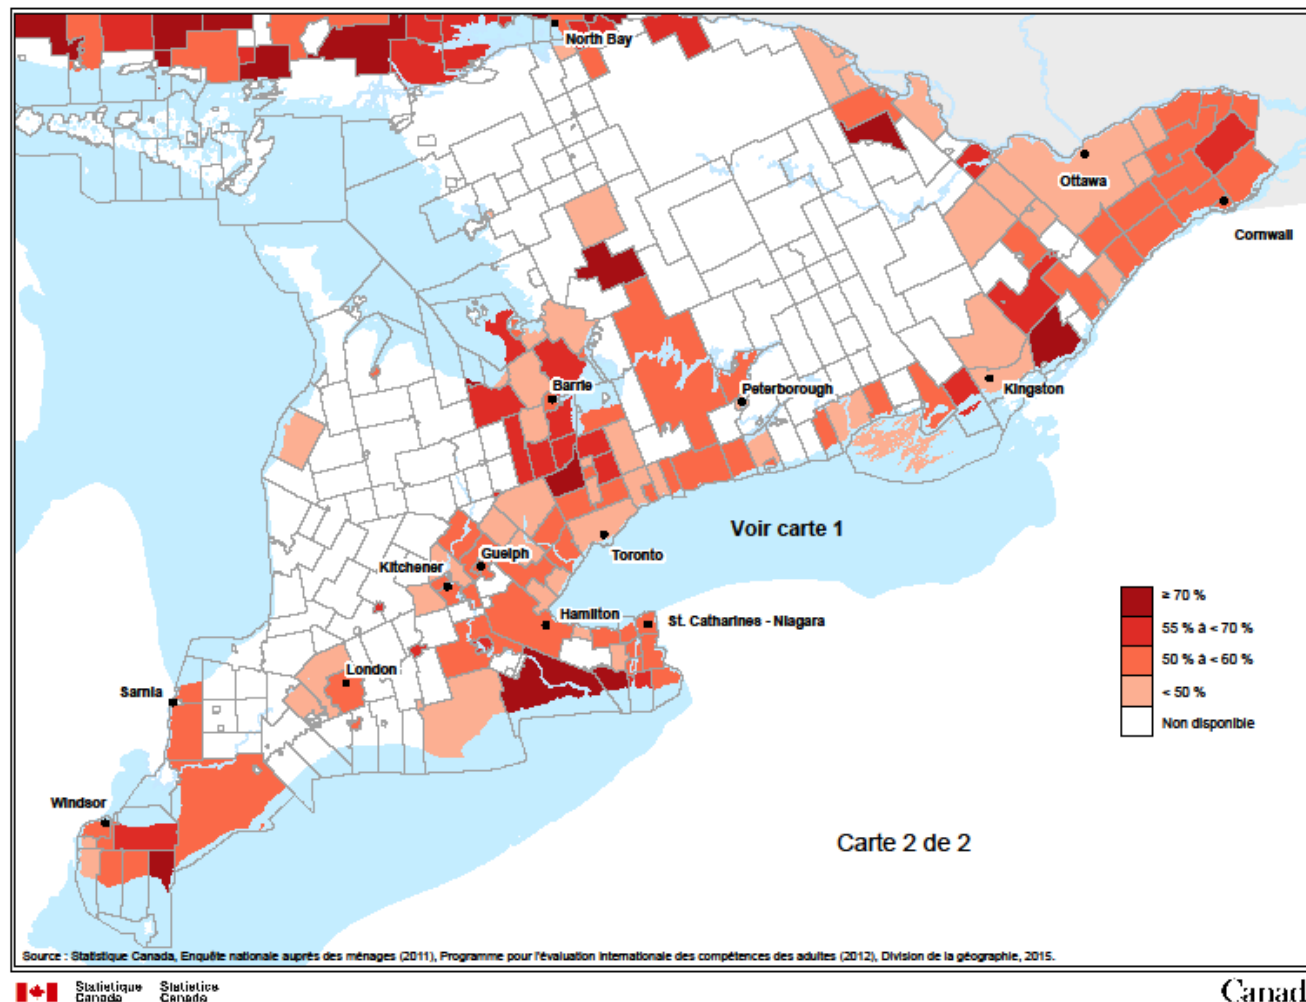 North Bay
Ottawa
Cornwall
Barrie
Peterborough
Kingston
Voir carte 1
Toronto
Guelph
Kitchener
Hamilton
St. Catharines - Niagara
London
Sarnia
Windsor
≥ 70 %
55 % à < 70 %
50 % à < 60 %
< 50 %
Non disponible
Carte 2 de 2
Source : Statistique Canada, Enquête nationale auprès des ménages (2011), Programme pour l'évaluation internationale des compétences des adultes (2012), Division de la géographie, 2015.
Statistique Statistics
Canada Canada
Canad